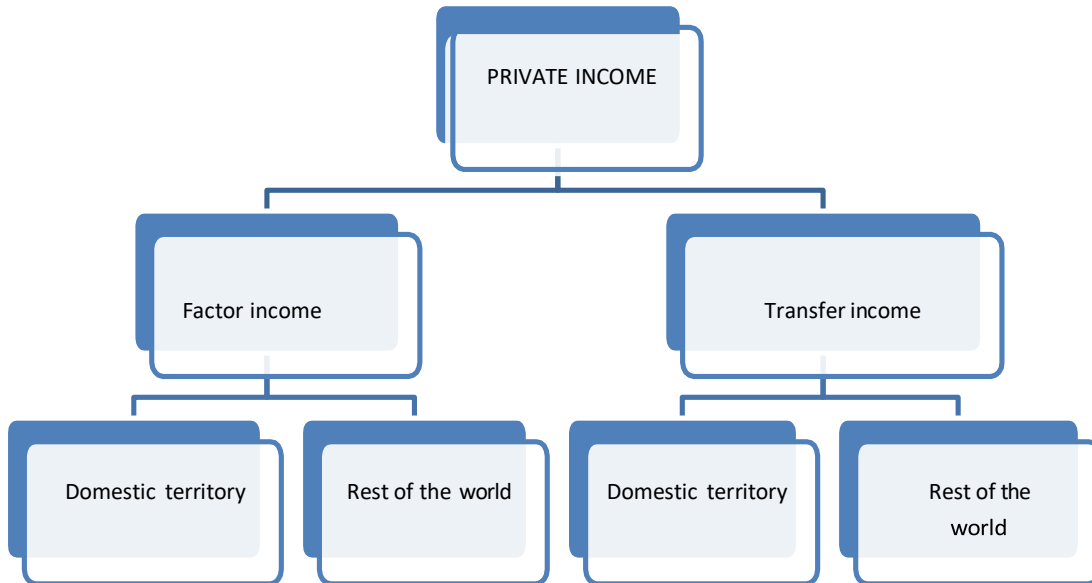 PRIVATE INCOME
Factor income
Transfer income
Domestic territory
Rest of the world
Domestic territory
Rest of the
world